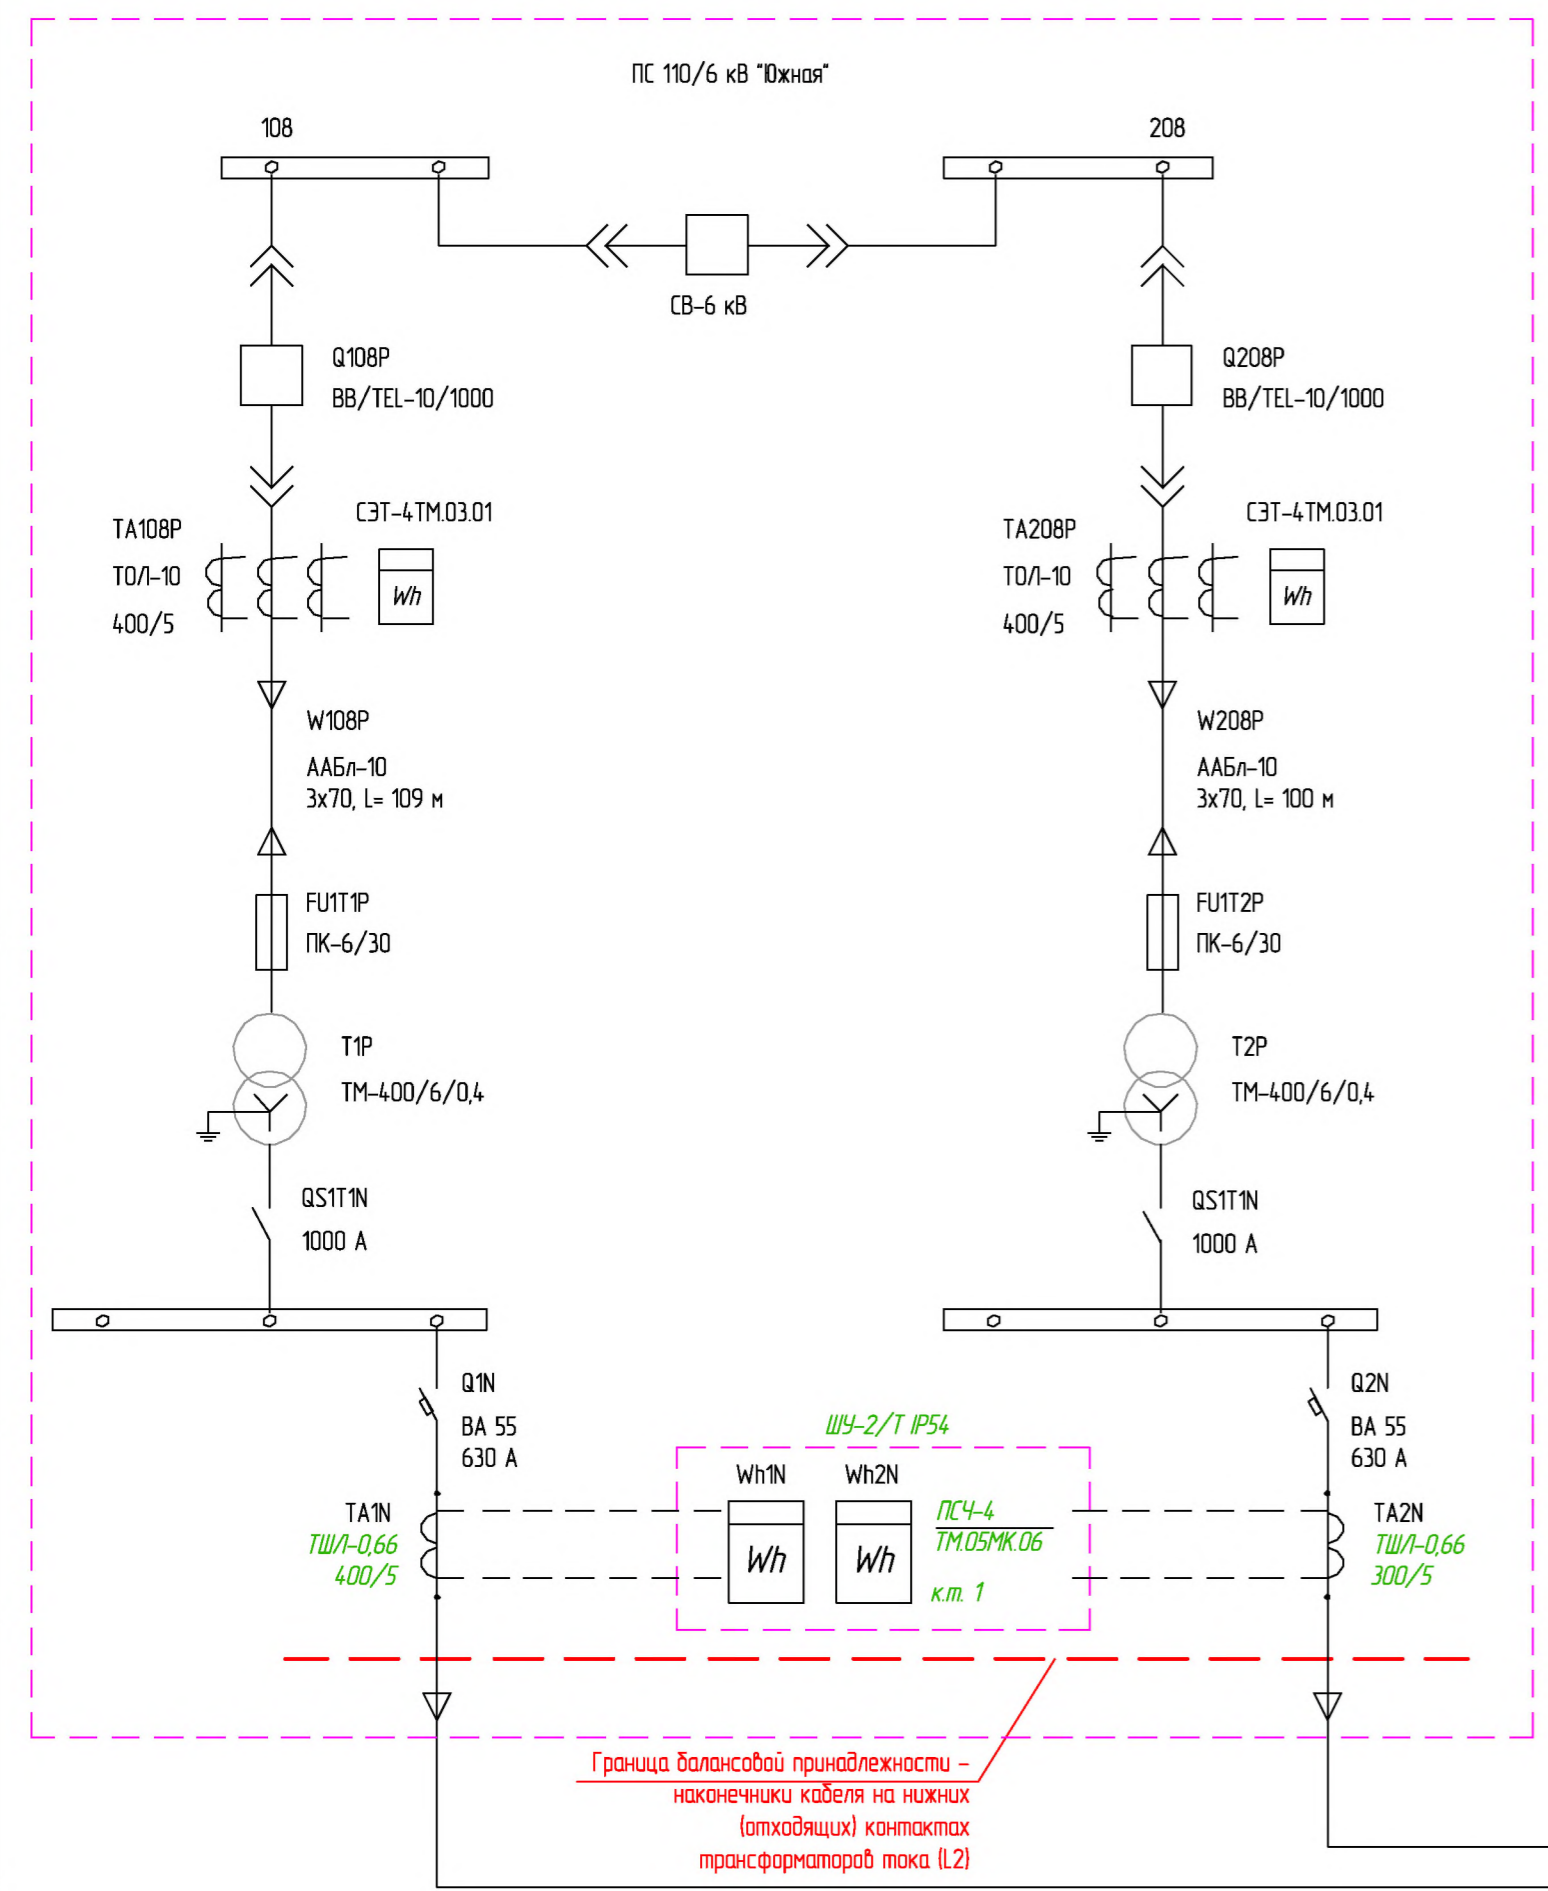 ПС 110/6 кВ "Южная"
108
208
СВ-6 кВ
Q108P
BB/TEL-10/1000
Q208P
BB/TEL-10/1000
СЭТ-4ТМ.03.01
TA108P
ТОЛ-10
400/5
Wh
СЭТ-4ТМ.03.01
TA208P
ТОЛ-10
400/5
Wh
W108P
ААБл-10
3х70, L= 109 м
W208P
ААБл-10
3х70, L= 100 м
FU1T1P
ПК-6/30
FU1T2P
ПК-6/30
T1P
ТМ-400/6/0,4
T2P
ТМ-400/6/0,4
QS1T1N
1000 А
QS1T1N
1000 А
Q1N
ВА 55
630 А
Q2N
ВА 55
630 А
ШУ-2/Т IP54
Wh1N
Wh2N
Wh
Wh
ПСЧ-4
ТМ.05МК.06
к.т. 1
TA1N
ТШЛ-0,66
400/5
TA2N
ТШЛ-0,66
300/5
Граница балансовой принадлежности –
наконечники кабеля на нижних
(отходящих) контактах
трансформаторов тока (L2)